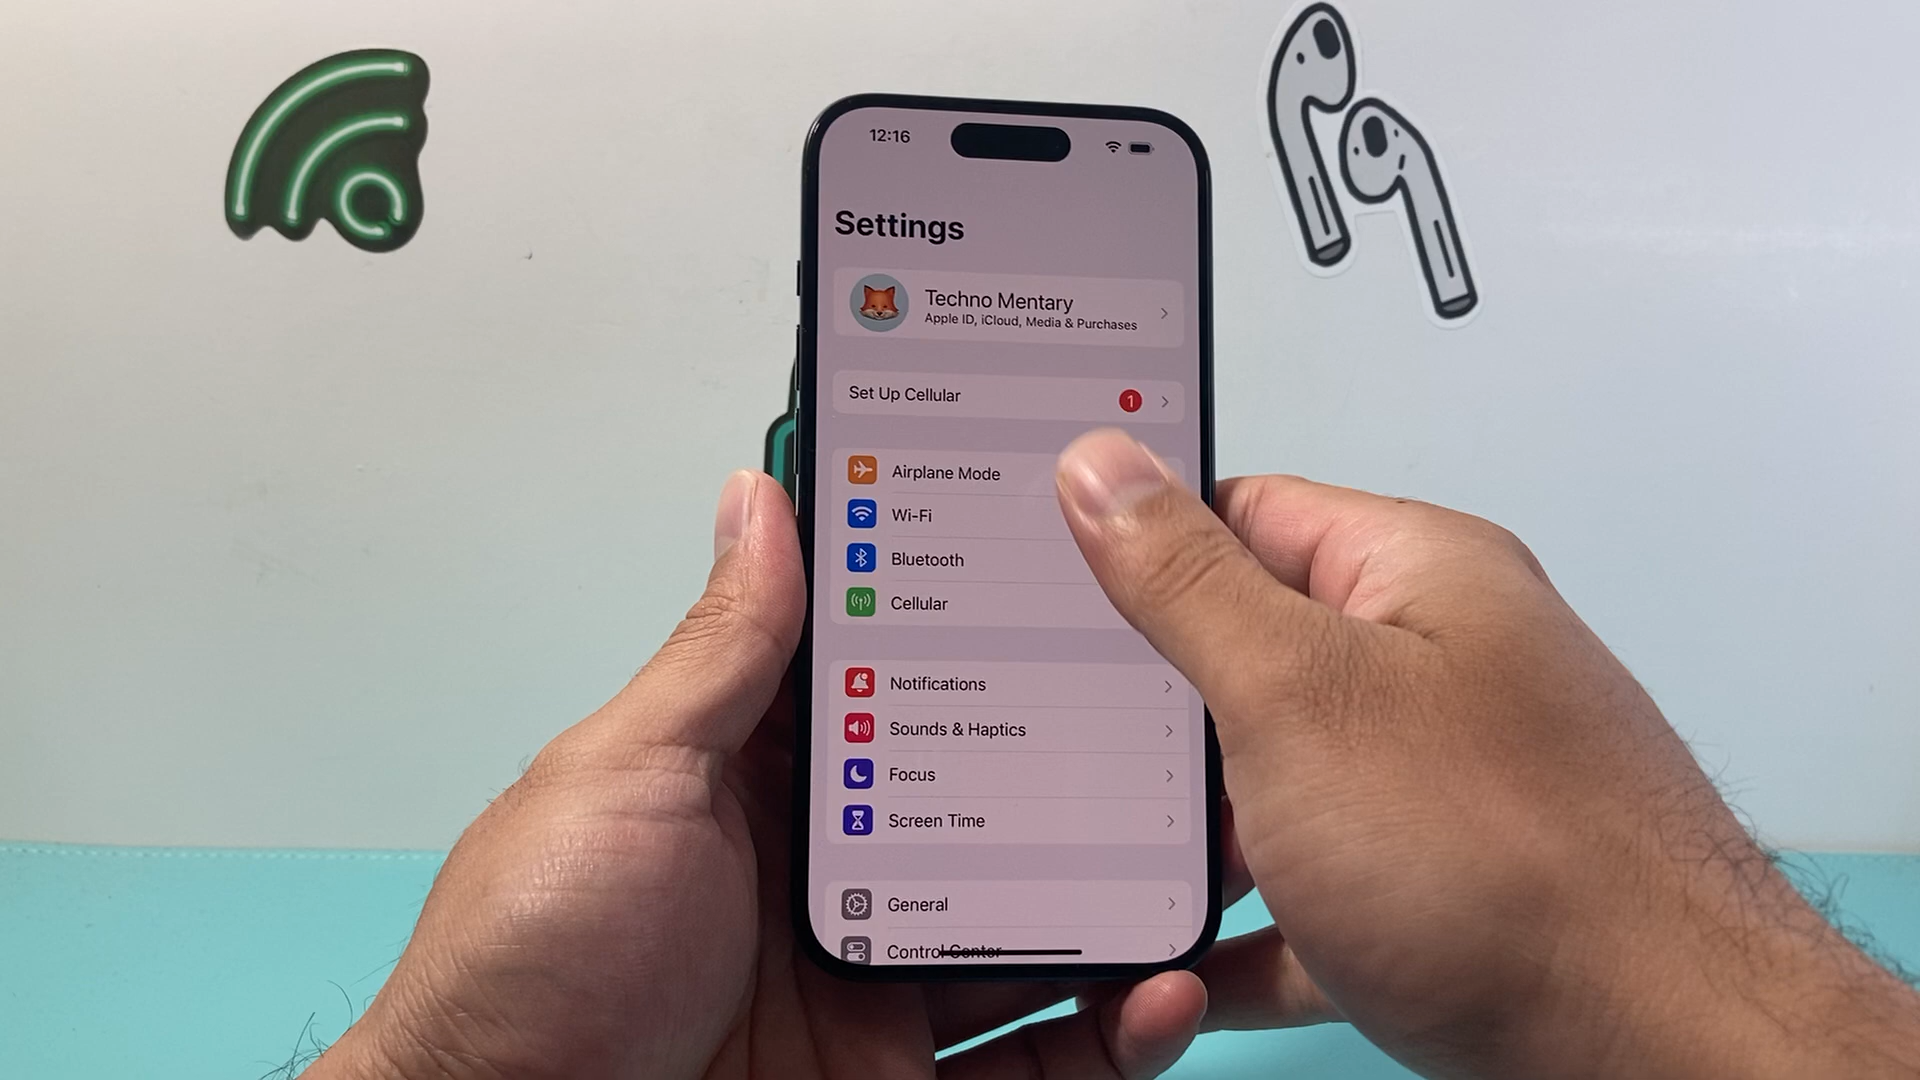 12:16
Settings
Techno Mentary
Apple ID, iCloud, Media & Purchases
Set Up Cellular
1
Airplane Mode
Wi-Fi
Bluetooth
Cellular
Notifications
Sounds & Haptics
Focus
Screen Time
General
Control Center